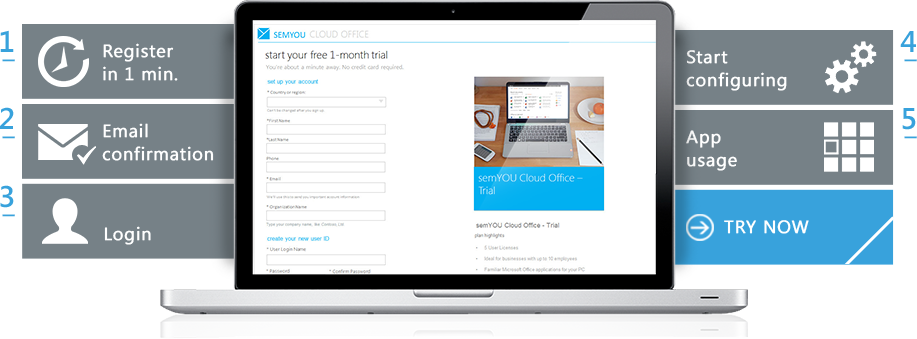 1
Register
in 1 min.
2
Email
confirmation
3
Login
SEMYOU CLOUD OFFICE
start your free 1-month trial
You're about a minute away. No credit card required.
set up your account
* Country or region:
Can't be changed after you sign up.
*First Name
*Last Name
Phone
* Email
We'll use this to send you important account information
* Organization Name
Type your company name, like Contoso, Ltd
create your new user ID
* User Login Name
* Password * Confirm Password
semYOU Cloud Office –
Trial
semYOU Cloud Office - Trial
plan highlights
• 5 User Licenses
• Ideal for businesses with up to 10 employees
• Familiar Microsoft Office applications for your PC
4
Start
configuring
5
App
usage
TRY NOW